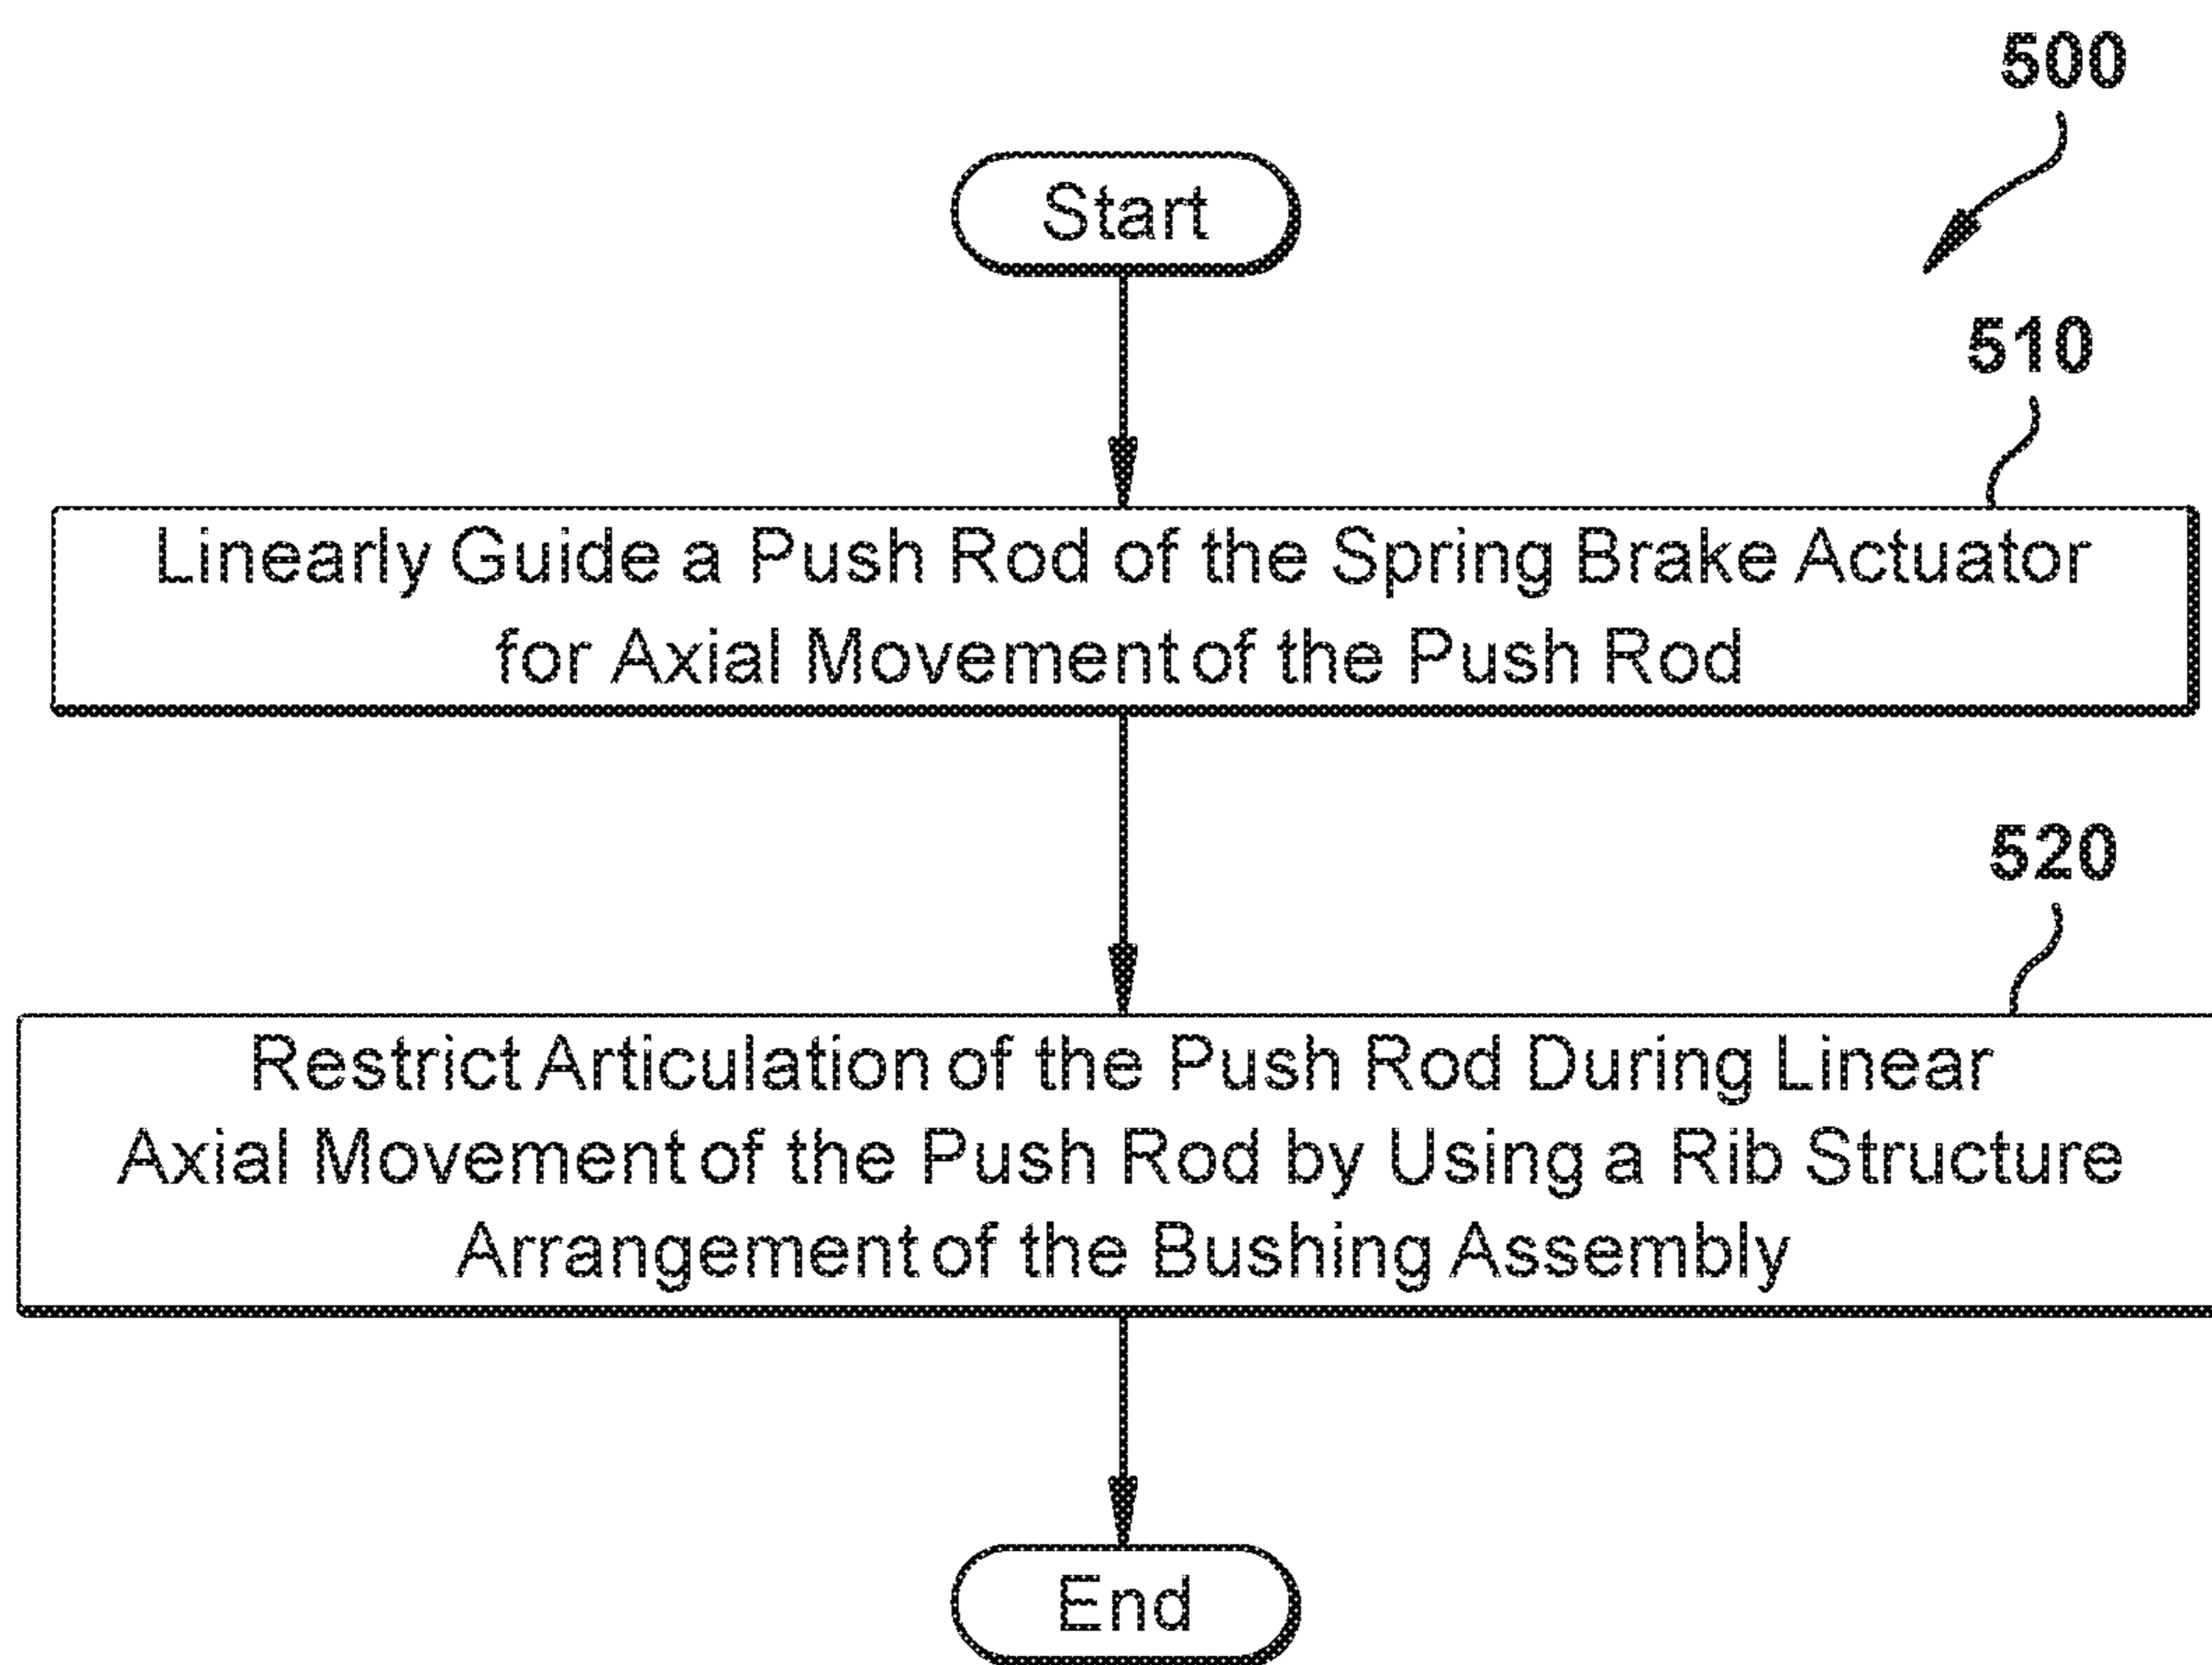 500
Start
510
Linearly Guide a Push Rod of the Spring Brake Actuator
for Axial Movement of the Push Rod
520
Restrict Articulation of the Push Rod During Linear
Axial Movement of the Push Rod by Using a Rib Structure
Arrangement of the Bushing Assembly
End